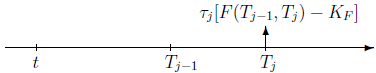 τ_j[F(T_{j−1}, T_j) − K_F]
t T_{j−1} T_j